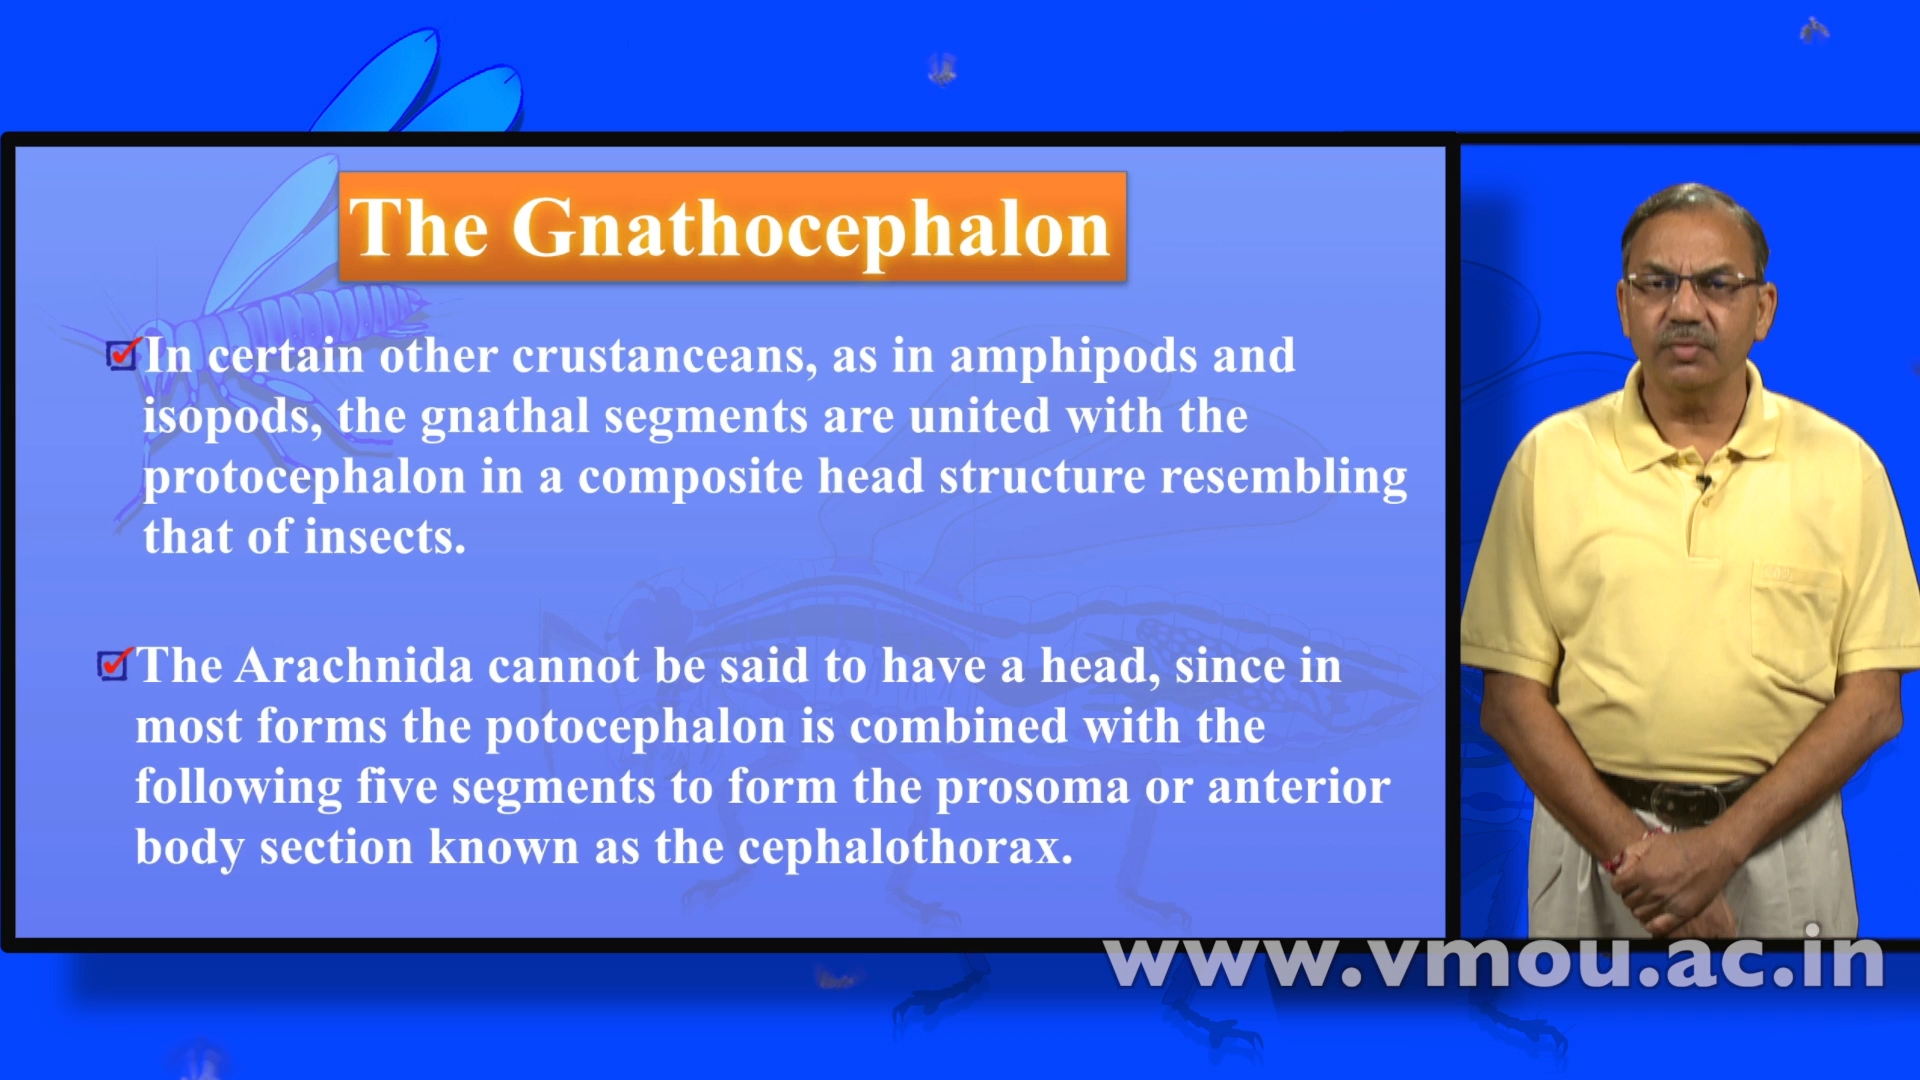 The Gnathocephalon
In certain other crustanceans, as in amphipods and
isopods, the gnathal segments are united with the
protocephalon in a composite head structure resembling
that of insects.
The Arachnida cannot be said to have a head, since in
most forms the potocephalon is combined with the
following five segments to form the prosoma or anterior
body section known as the cephalothorax.
www.vmou.ac.in